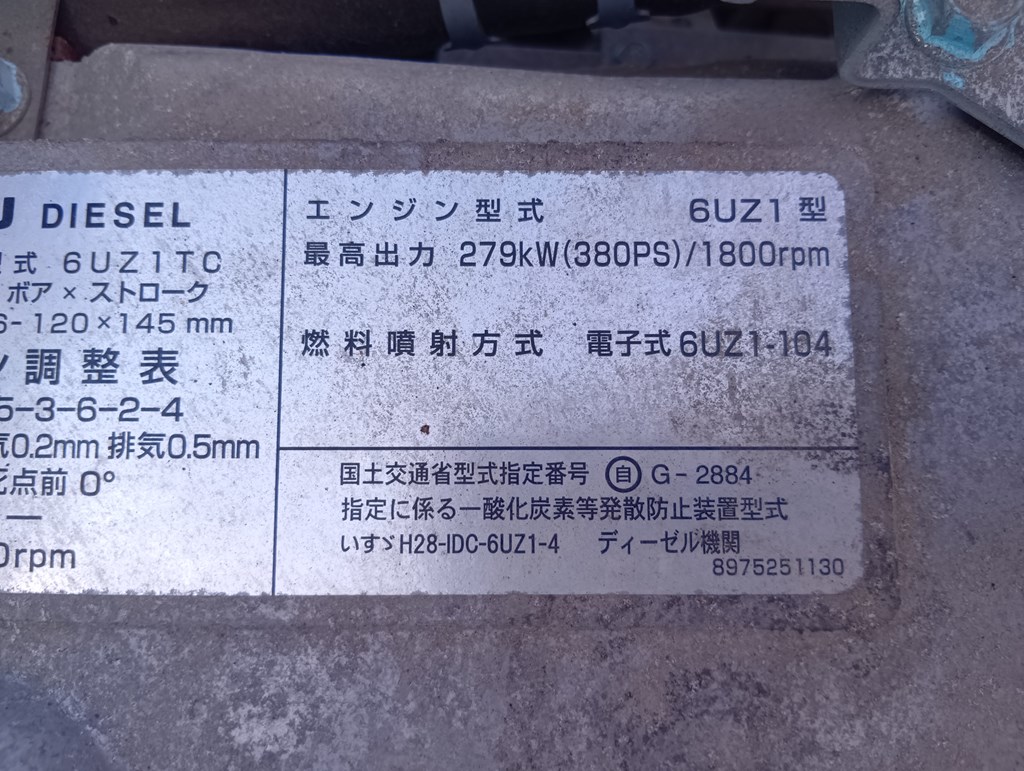 U DIESEL
型式 6UZ1TC
ボア × ストローク
6-120×145 mm
ン調整表
5-3-6-2-4
気0.2mm 排気0.5mm
死点前 0°
—
0rpm
エンジン型式 6UZ1型
最高出力 279kW(380PS)/1800rpm
燃料噴射方式 電子式 6UZ1-104
国土交通省型式指定番号 自 G-2884
指定に係る一酸化炭素等発散防止装置型式
いすゞH28-IDC-6UZ1-4 ディーゼル機関
8975251130